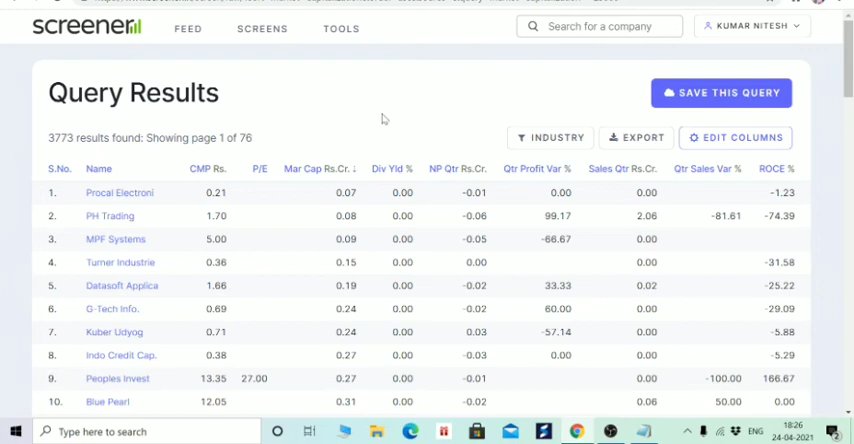 screener
FEED SCREENS TOOLS
Search for a company
KUMAR NITESH
Query Results
SAVE THIS QUERY
3773 results found: Showing page 1 of 76
INDUSTRY EXPORT EDIT COLUMNS
S.No. Name CMP Rs. P/E Mar Cap Rs.Cr. ↓ Div Yld % NP Qtr Rs.Cr. Qtr Profit Var % Sales Qtr Rs.Cr. Qtr Sales Var % ROCE %
1. Procal Electroni 0.21 0.07 0.00 -0.01 0.00 0.00 -1.23
2. PH Trading 1.70 0.08 0.00 -0.06 99.17 2.06 -81.61 -74.39
3. MPF Systems 5.00 0.09 0.00 -0.05 -66.67 0.00
4. Turner Industrie 0.36 0.15 0.00 0.00 0.00 -31.58
5. Datasoft Applica 1.66 0.19 0.00 -0.02 33.33 0.02 -25.22
6. G-Tech Info. 0.69 0.24 0.00 -0.02 60.00 0.00 -29.09
7. Kuber Udyog 0.71 0.24 0.00 0.03 -57.14 0.00 -5.88
8. Indo Credit Cap. 0.38 0.27 0.00 -0.03 0.00 0.00 -5.29
9. Peoples Invest 13.35 27.00 0.27 0.00 -0.01 0.00 -100.00 166.67
10. Blue Pearl 12.05 0.31 0.00 -0.02 0.06 50.00 0.00
Type here to search
ENG
18:26
24-04-2021
2